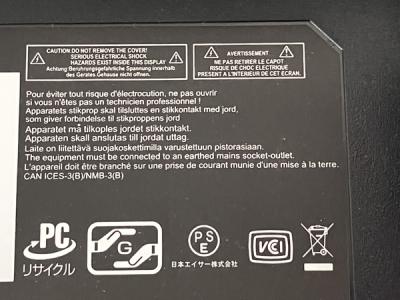 CAUTION DO NOT REMOVE THE COVER!
SERIOUS ELECTRICAL SHOCK
HAZARDS EXIST INSIDE THIS DISPLAY
Achtung Berührungsgefährliche Spannung innerhalb
des Gerätes Gehäuse nicht öffnen.
AVERTISSEMENT
NE PAS RETIRER LE CAPOT
RISQUE DE CHOC ELECTRIQUE
PRESENT A L'INTERIEUR DE CET ECRAN.
Pour éviter tout risque d'électrocution, ne pas ouvrir
si vous n'êtes pas un technicien professionnel !
Apparatets stikprop skal tilsluttes en stikkontakt med jord,
som giver forbindelse til stikproppens jord
Apparatet må tilkoples jordet stikkontakt.
Apparaten skall anslutas till jordat uttag.
Laite on liitettävä suojakoskettimilla varustettuun pistorasiaan.
The equipment must be connected to an earthed mains socket-outlet.
L'appareil doit être branché sur une prise de courant munie d'une mise à la terre.
CAN ICES-3(B)/NMB-3(B)
PC
リサイクル
G
PS
E
日本エイサー株式会社
VCI